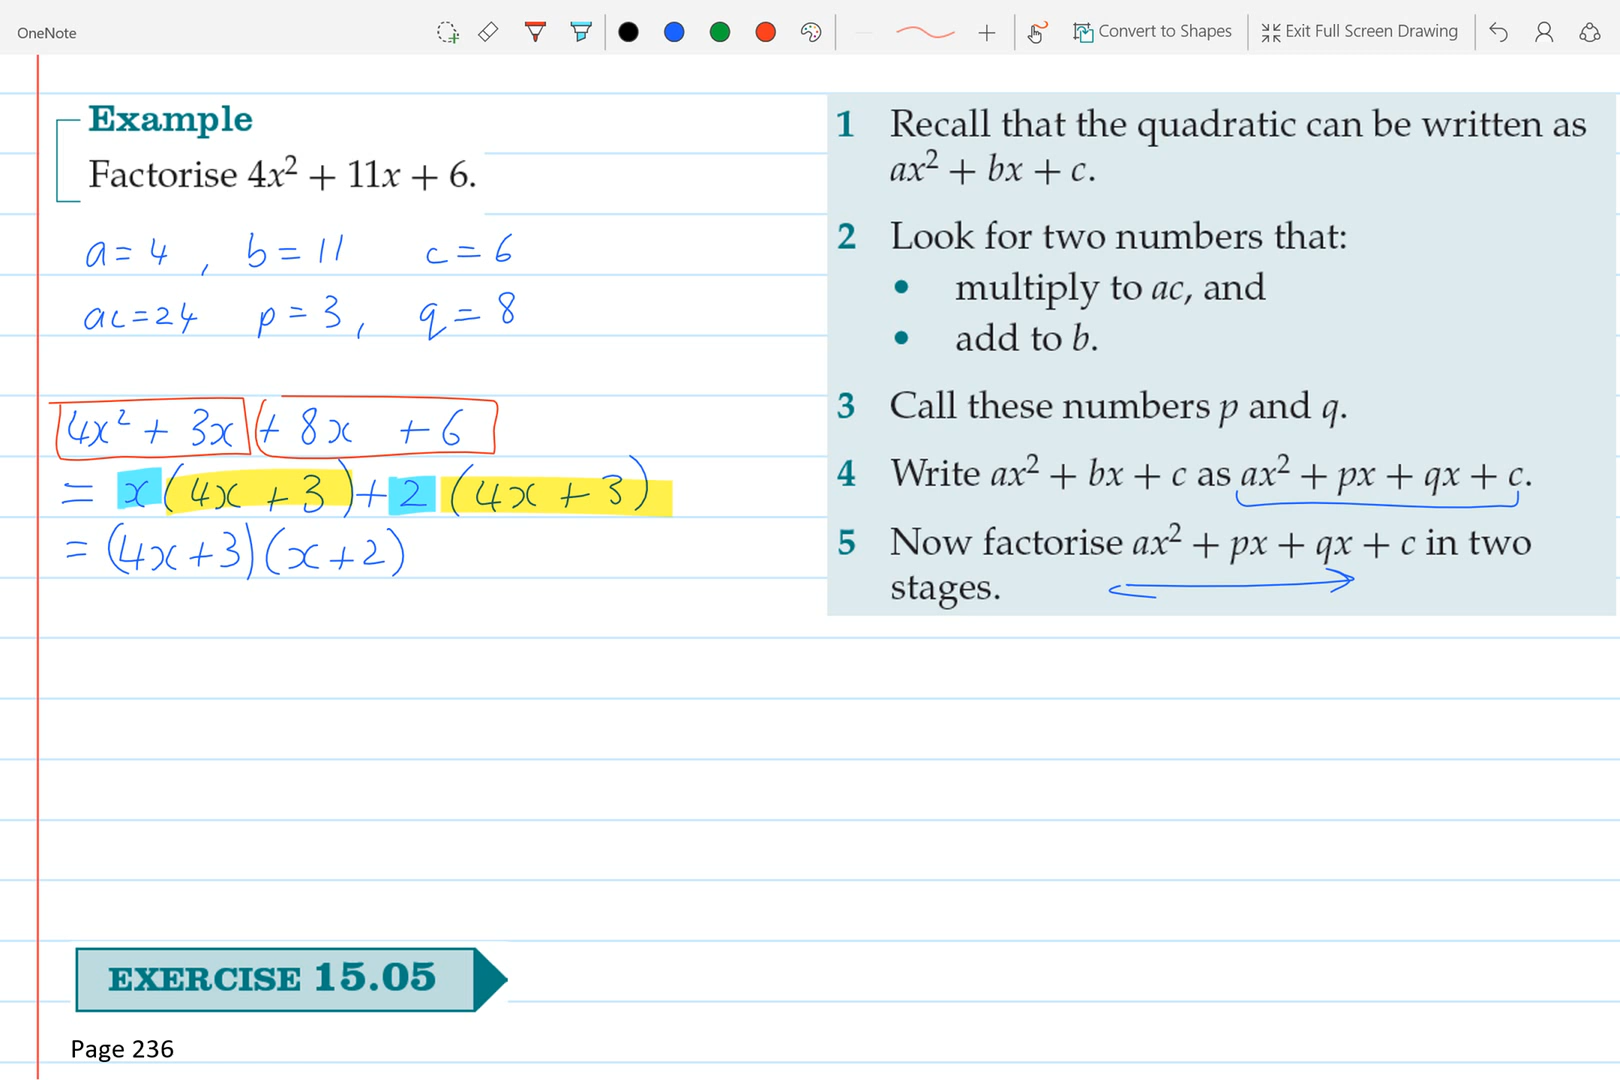 OneNote
Convert to Shapes
Exit Full Screen Drawing
Example
Factorise 4x² + 11x + 6.
a = 4 , b = 11 c = 6
ac = 24 p = 3 , q = 8
4x² + 3x + 8x + 6
= x (4x + 3) + 2 (4x + 3)
= (4x + 3)(x + 2)
1 Recall that the quadratic can be written as
ax² + bx + c.
2 Look for two numbers that:
• multiply to ac, and
• add to b.
3 Call these numbers p and q.
4 Write ax² + bx + c as ax² + px + qx + c.
5 Now factorise ax² + px + qx + c in two
stages.
EXERCISE 15.05
Page 236